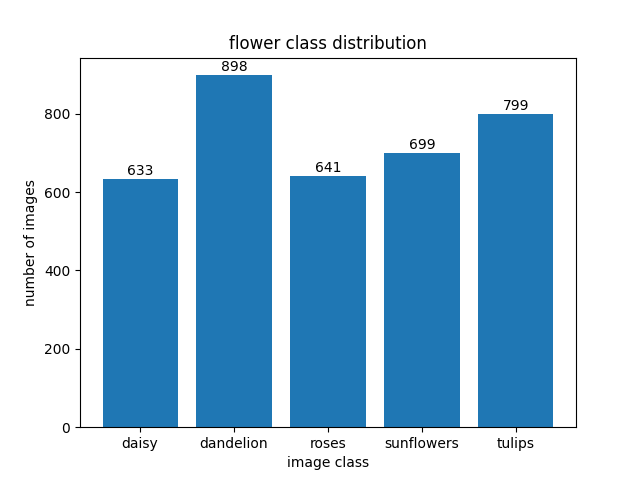 flower class distribution
898
799
699
641
633
800
600
400
200
0
number of images
daisy dandelion roses sunflowers tulips
image class